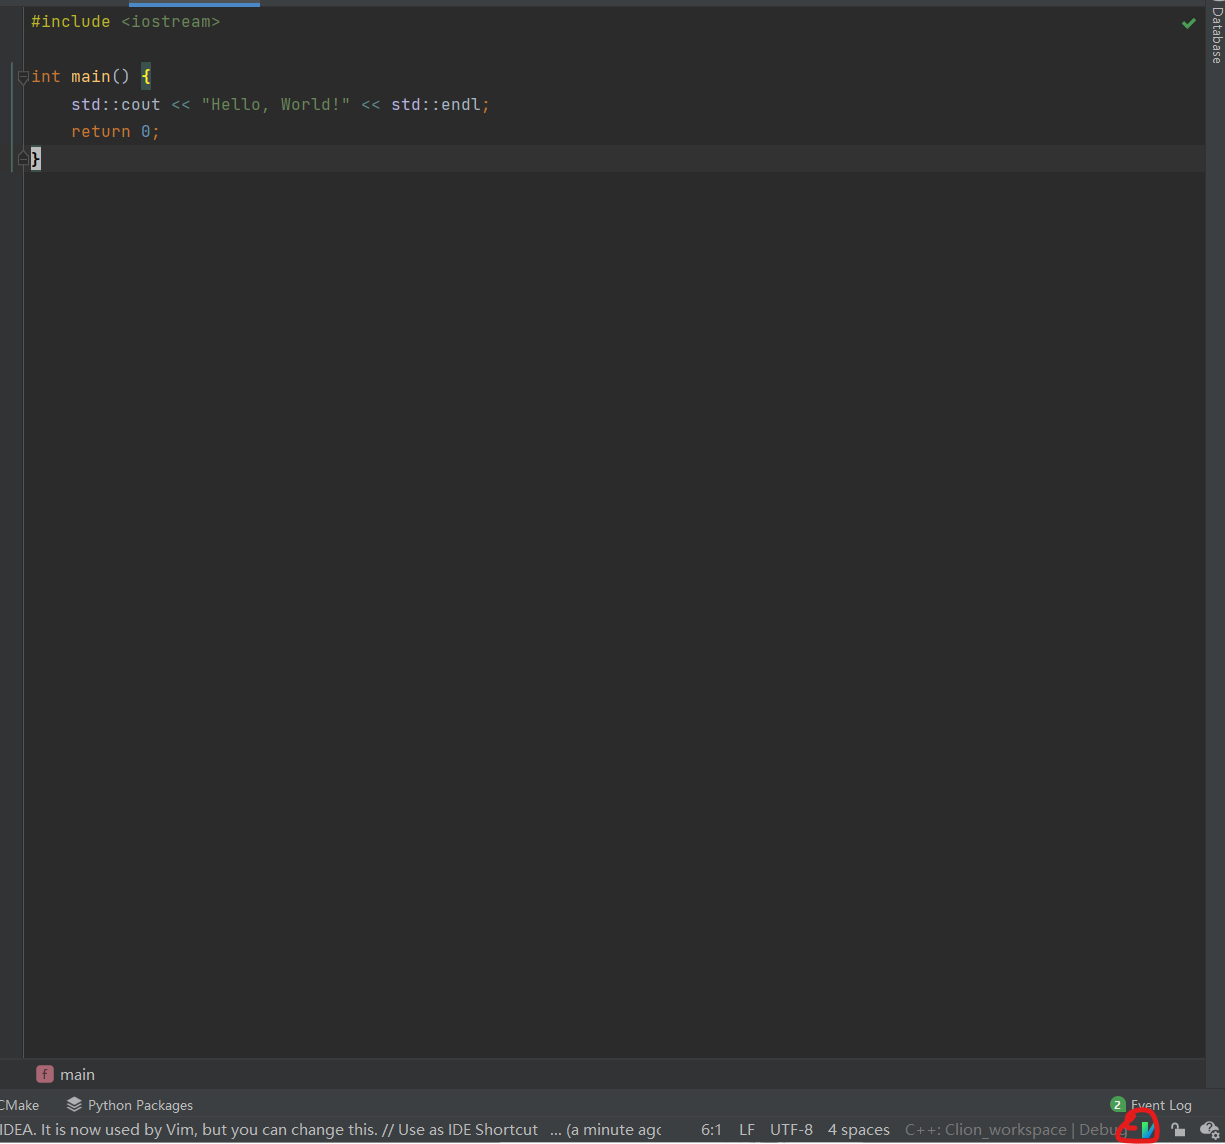 #include <iostream>
int main() {
    std::cout << "Hello, World!" << std::endl;
    return 0;
}
Database
f main
CMake Python Packages 2 Event Log
IDEA. It is now used by Vim, but you can change this. // Use as IDE Shortcut ... (a minute ago 6:1 LF UTF-8 4 spaces C++: Clion_workspace | Debug